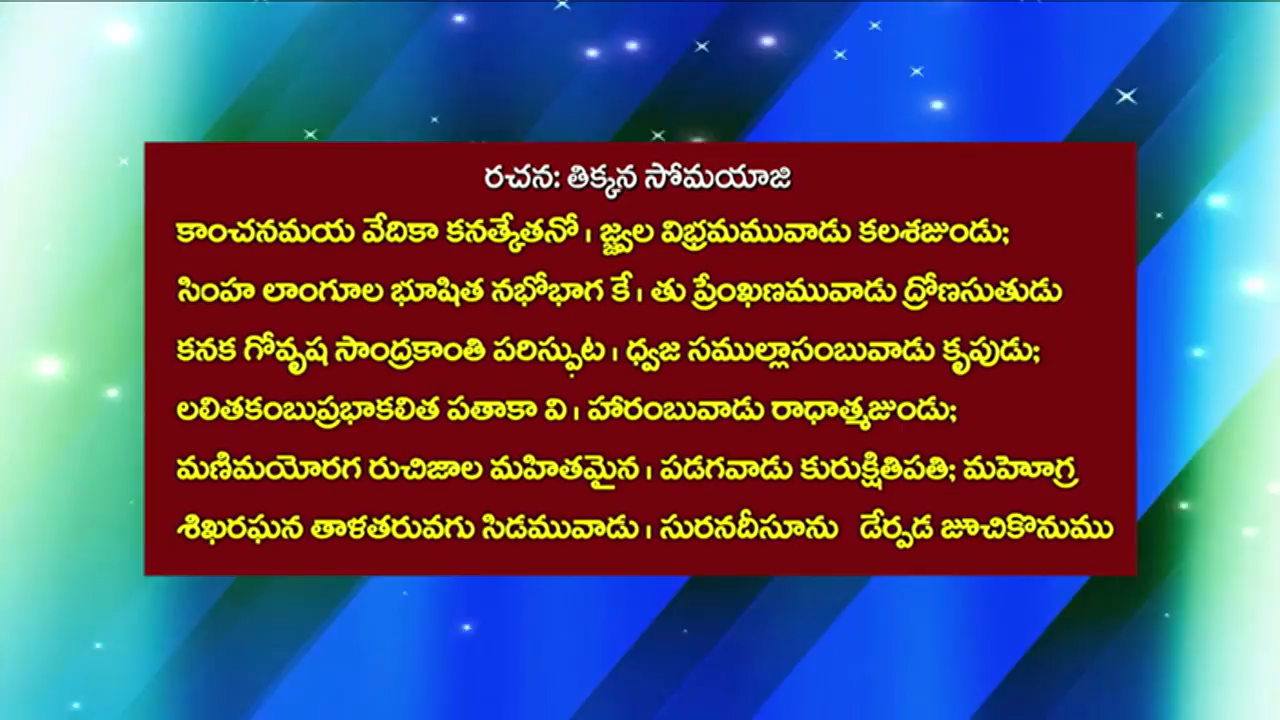 రచన: తిక్కన సోమయాజి
కాంచనమయ వేదికా కనత్కేతనో । జ్జ్వల విభ్రమమువాడు కలశజుండు;
సింహ లాంగూల భూషిత నభోభాగ కే । తు ప్రేంఖణమువాడు ద్రోణసుతుడు
కనక గోవృష సాంద్రకాంతి పరిస్ఫుట । ధ్వజ సముల్లాసంబువాడు కృపుడు;
లలితకంబుప్రభాకలిత పతాకా వి । హారంబువాడు రాధాత్మజుండు;
మణిమయోరగ రుచిజాల మహితమైన । పడగవాడు కురుక్షితిపతి; మహోగ్ర
శిఖరఘన తాళతరువగు సిడమువాడు । సురనదీసూను డేర్పడ జూచికొనుము